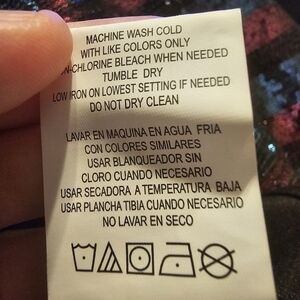 MACHINE WASH COLD
WITH LIKE COLORS ONLY
N-CHLORINE BLEACH WHEN NEEDED
TUMBLE DRY
LOW IRON ON LOWEST SETTING IF NEEDED
DO NOT DRY CLEAN
LAVAR EN MAQUINA EN AGUA FRIA
CON COLORES SIMILARES
USAR BLANQUEADOR SIN
CLORO CUANDO NECESARIO
USAR SECADORA A TEMPERATURA BAJA
USAR PLANCHA TIBIA CUANDO NECESARIO
NO LAVAR EN SECO